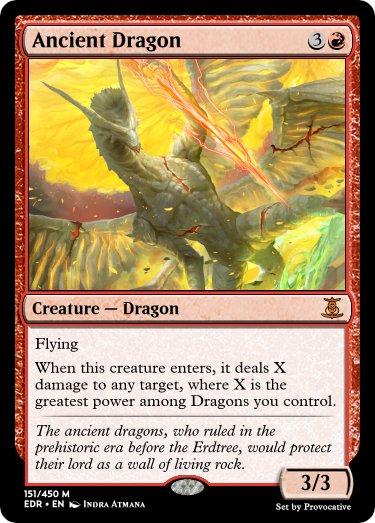 Ancient Dragon 3
Creature — Dragon
Flying
When this creature enters, it deals X
damage to any target, where X is the
greatest power among Dragons you control.
The ancient dragons, who ruled in the
prehistoric era before the Erdtree, would protect
their lord as a wall of living rock.
3/3
151/450 M
EDR • EN Indra Atmana
Set by Provocative